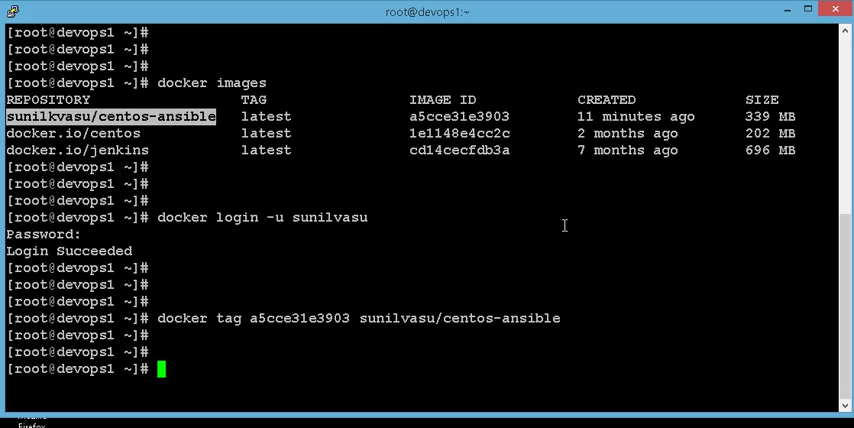 root@devops1:~
[root@devops1 ~]#
[root@devops1 ~]#
[root@devops1 ~]#
[root@devops1 ~]# docker images
REPOSITORY TAG IMAGE ID CREATED SIZE
sunilkvasu/centos-ansible latest a5cce31e3903 11 minutes ago 339 MB
docker.io/centos latest 1e1148e4cc2c 2 months ago 202 MB
docker.io/jenkins latest cd14cecfdb3a 7 months ago 696 MB
[root@devops1 ~]#
[root@devops1 ~]#
[root@devops1 ~]#
[root@devops1 ~]# docker login -u sunilvasu
Password:
Login Succeeded
[root@devops1 ~]#
[root@devops1 ~]#
[root@devops1 ~]#
[root@devops1 ~]# docker tag a5cce31e3903 sunilvasu/centos-ansible
[root@devops1 ~]#
[root@devops1 ~]#
[root@devops1 ~]#
Firefox